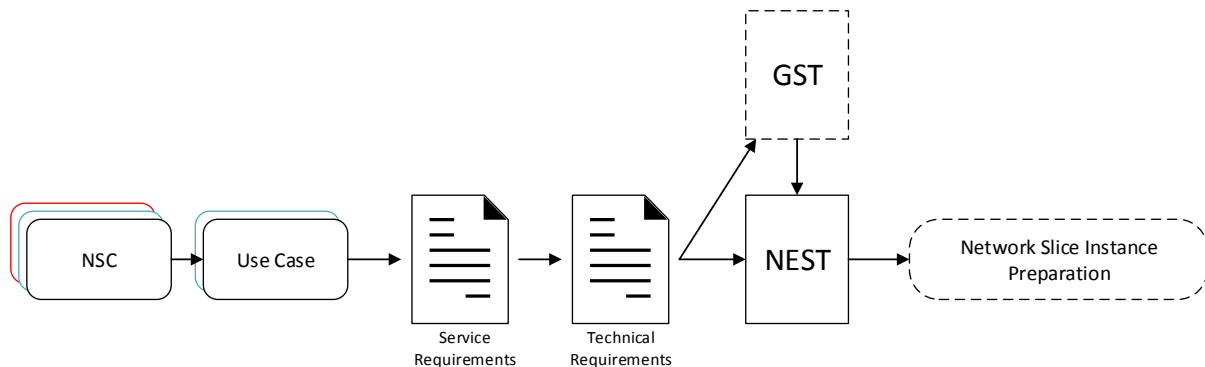 GST
NSC
Use Case
NEST
Network Slice Instance
Preparation
Service
Requirements
Technical
Requirements